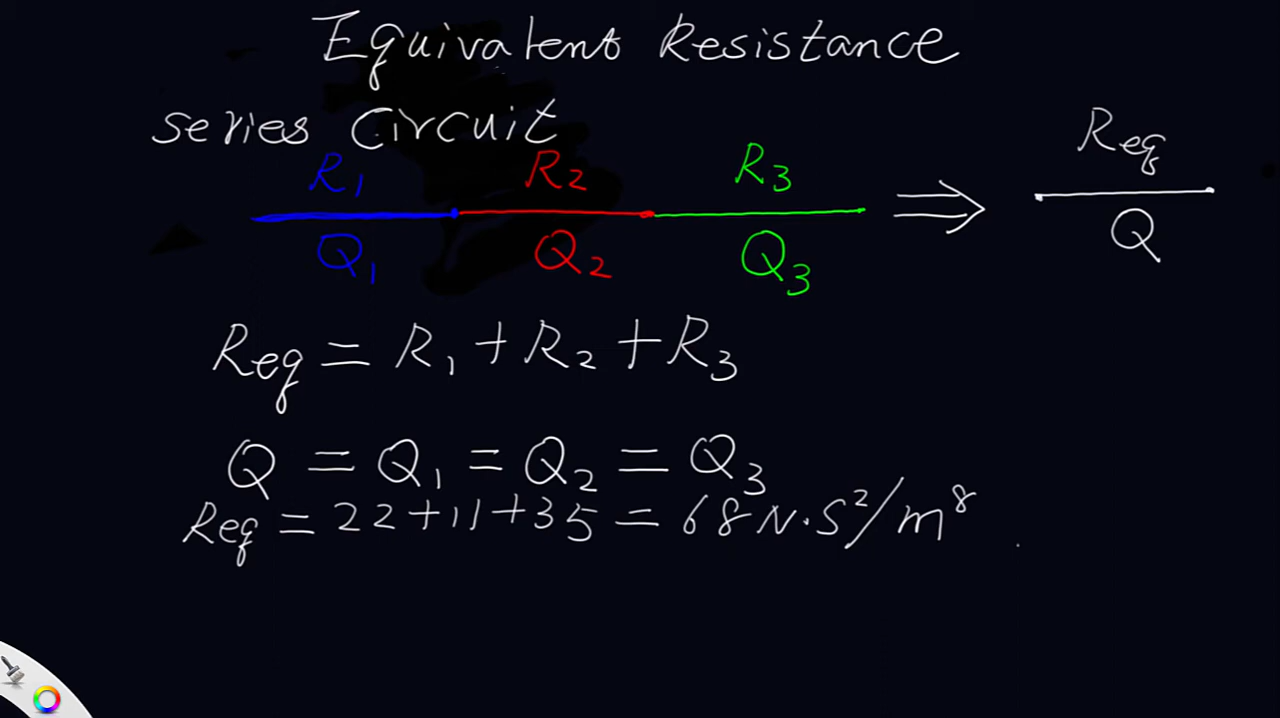 Equivalent Resistance
series Circuit
R1 R2 R3 Req
Q1 Q2 Q3 Q
Req = R1 + R2 + R3
Q = Q1 = Q2 = Q3
Req = 22+11+35 = 68 N·S²/m⁸